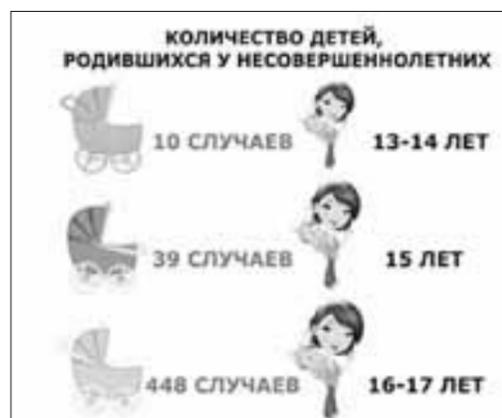 КОЛИЧЕСТВО ДЕТЕЙ,
РОДИВШИХСЯ У НЕСОВЕРШЕННОЛЕТНИХ
10 СЛУЧАЕВ 13-14 ЛЕТ
39 СЛУЧАЕВ 15 ЛЕТ
448 СЛУЧАЕВ 16-17 ЛЕТ